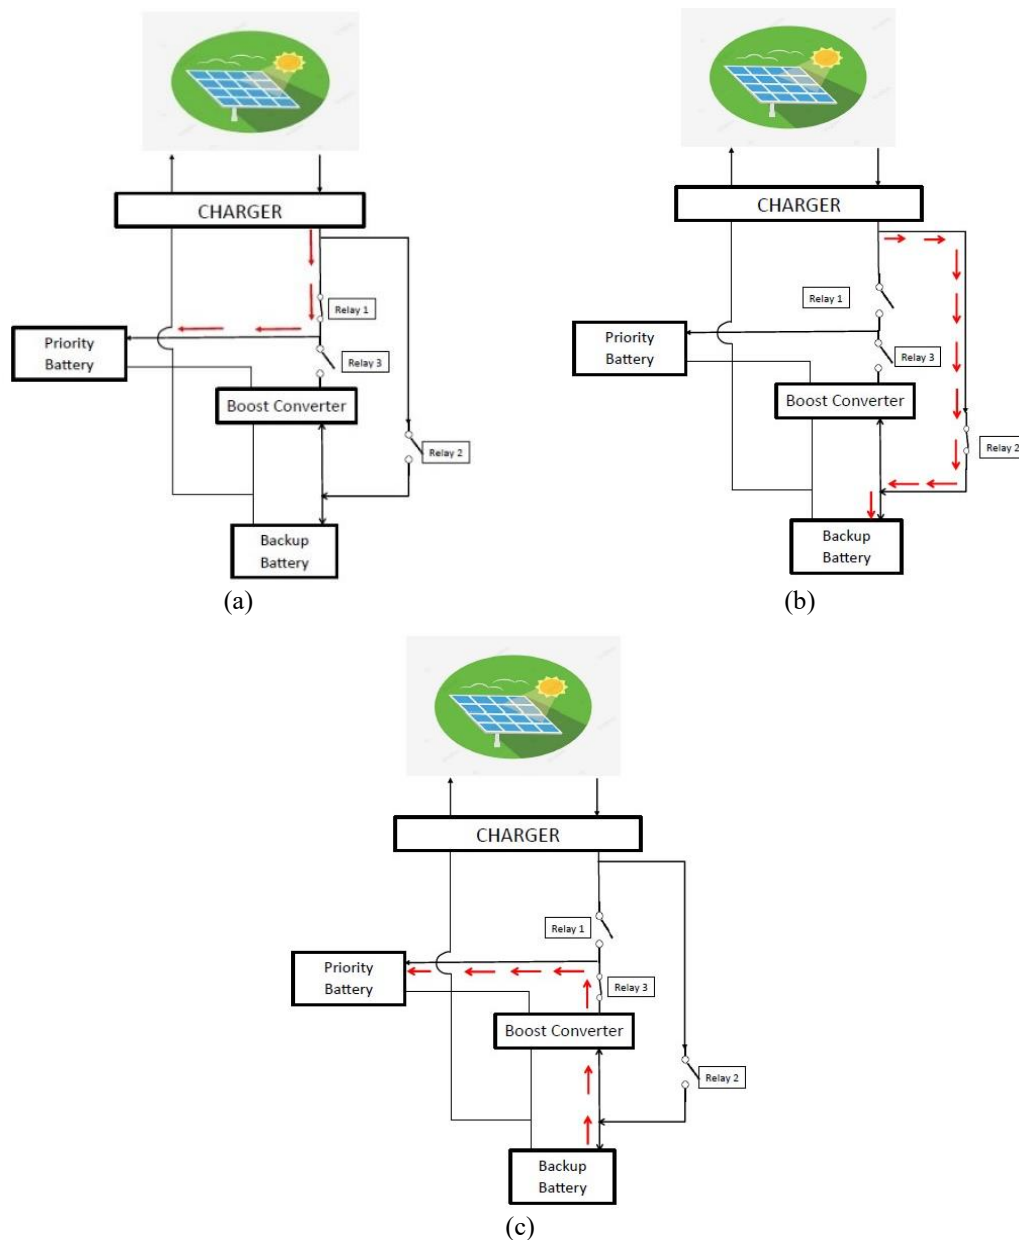 CHARGER
Relay 1
Priority
Battery
Relay 3
Boost Converter
Relay 2
Backup
Battery
(a)
CHARGER
Relay 1
Priority
Battery
Relay 3
Boost Converter
Relay 2
Backup
Battery
(b)
CHARGER
Relay 1
Priority
Battery
Relay 3
Boost Converter
Relay 2
Backup
Battery
(c)